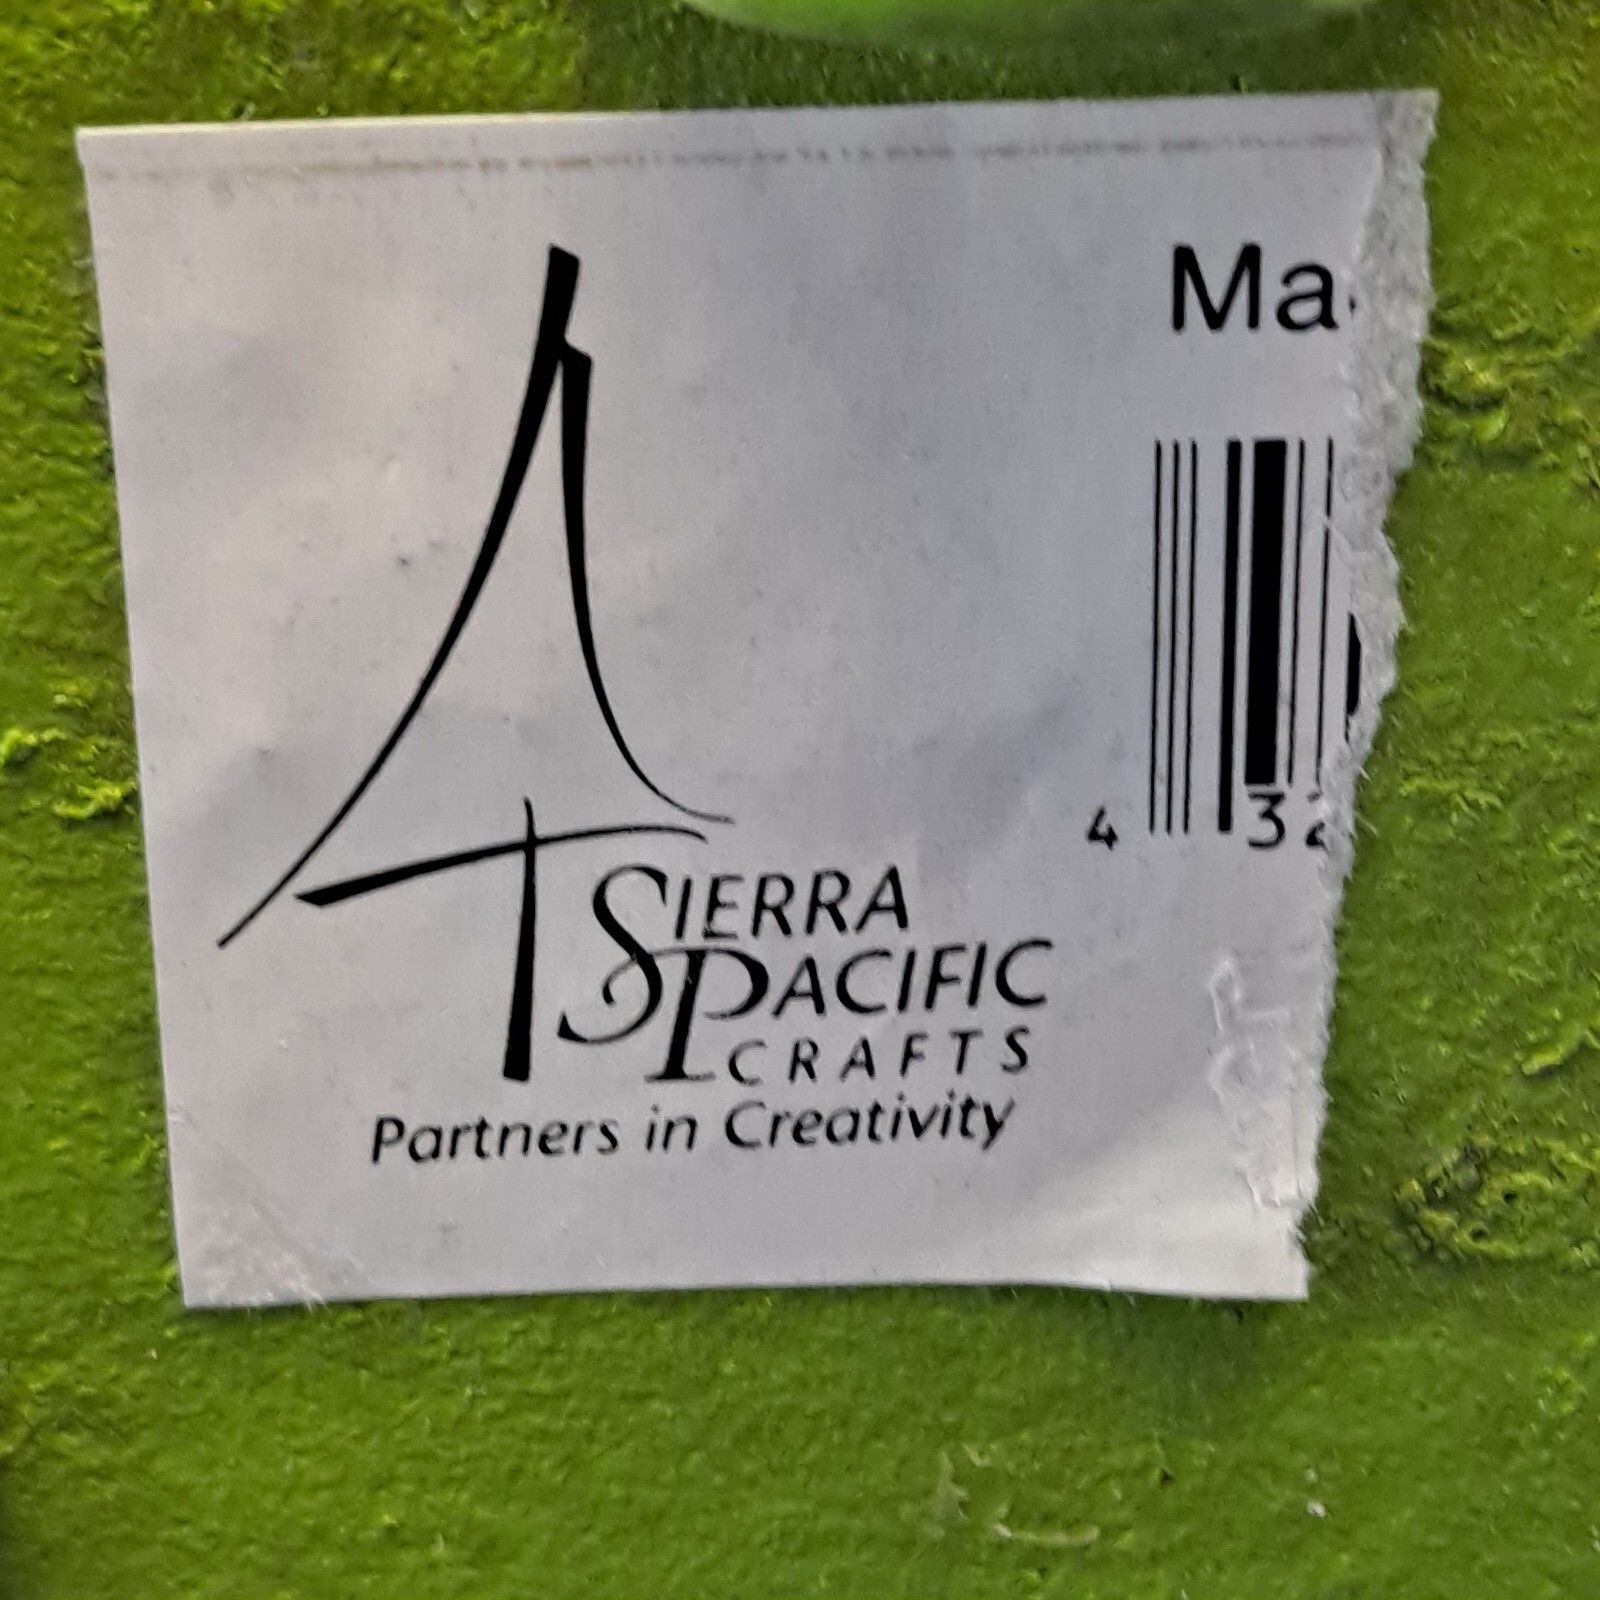 Ma
4 32
SIERRA
PACIFIC
CRAFTS
Partners in Creativity